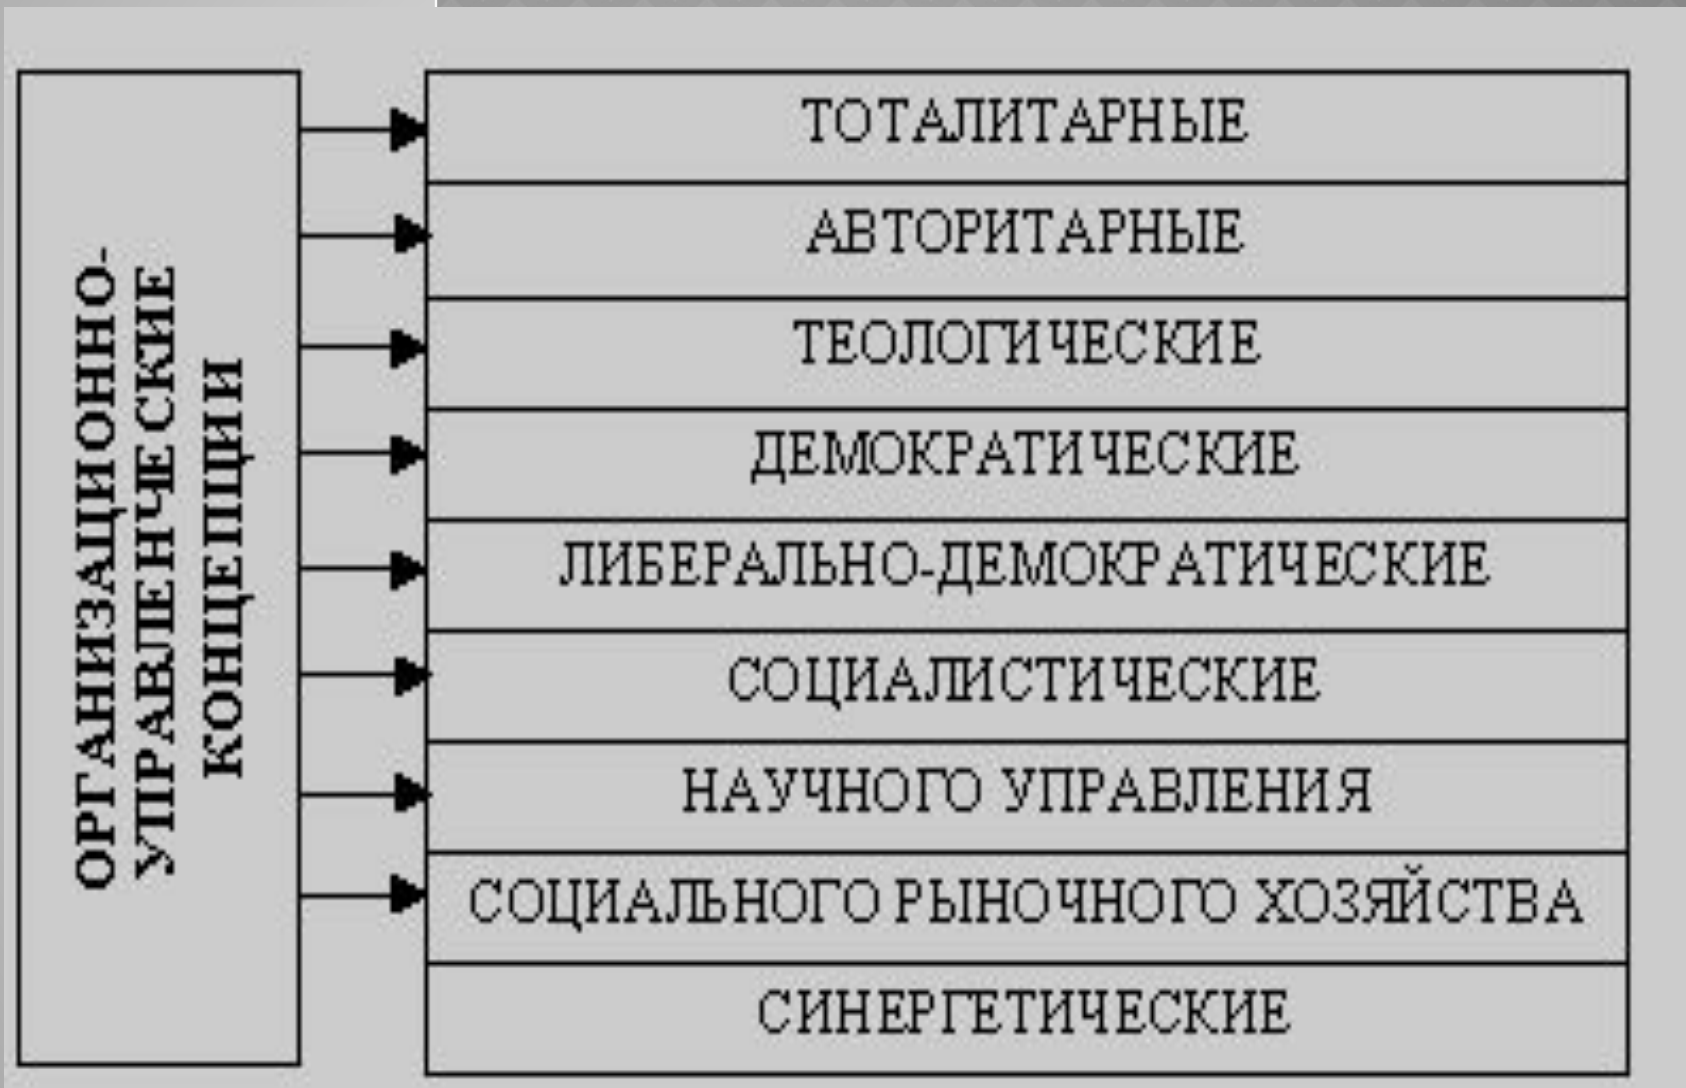 ОРГАНИЗАЦИОННО-
УПРАВЛЕНЧЕСКИЕ
КОНЦЕПЦИИ
ТОТАЛИТАРНЫЕ
АВТОРИТАРНЫЕ
ТЕОЛОГИЧЕСКИЕ
ДЕМОКРАТИЧЕСКИЕ
ЛИБЕРАЛЬНО-ДЕМОКРАТИЧЕСКИЕ
СОЦИАЛИСТИЧЕСКИЕ
НАУЧНОГО УПРАВЛЕНИЯ
СОЦИАЛЬНОГО РЫНОЧНОГО ХОЗЯЙСТВА
СИНЕРГЕТИЧЕСКИЕ